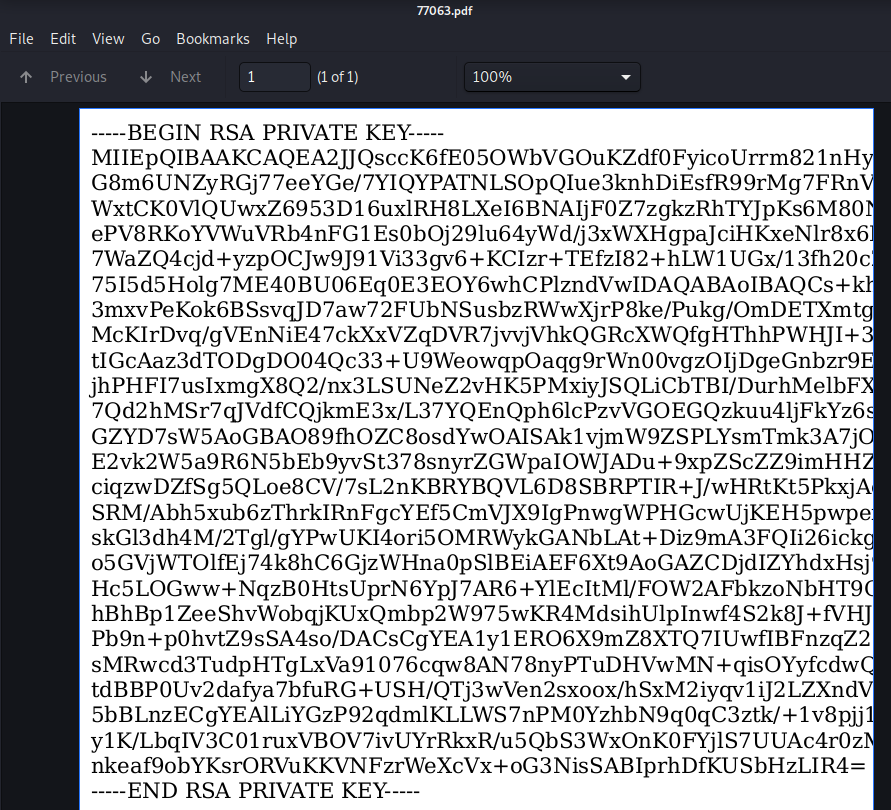 77063.pdf
File Edit View Go Bookmarks Help
Previous Next 1 (1 of 1) 100%
-----BEGIN RSA PRIVATE KEY-----
MIIEpQIBAAKCAQEA2JJQsccK6fE05OWbVGOuKZdf0FyicoUrrm821nHy
G8m6UNZyRGj77eeYGe/7YIQYPATNLSOpQIue3knhDiEsfR99rMg7FRnV
WxtCK0VlQUwxZ6953D16uxlRH8LXeI6BNAIjF0Z7zgkzRhTYJpKs6M80N
ePV8RKoYVWuVRb4nFG1Es0bOj29lu64yWd/j3xWXHgpaJciHKxeNlr8x6
7WaZQ4cjd+yzpOCJw9J91Vi33gv6+KCIzr+TEfzI82+hLW1UGx/13fh20c
75I5d5Holg7ME40BU06Eq0E3EOY6whCPlzndVwIDAQABAoIBAQCs+kh
3mxvPeKok6BSsvqJD7aw72FUbNSusbzRWwXjrP8ke/Pukg/OmDETXmtg
McKIrDvq/gVEnNiE47ckXxVZqDVR7jvvjVhkQGRcXWQfgHThhPWHJI+3
tIGcAaz3dTODgDO04Qc33+U9WeowqpOaqg9rWn00vgzOIjDgeGnbzr9E
jhPHFI7usIxmgX8Q2/nx3LSUNeZ2vHK5PMxiyJSQLiCbTBI/DurhMelbFX
7Qd2hMSr7qJVdfCQjkmE3x/L37YQEnQph6lcPzvVGOEGQzkuu4ljFkYz6s
GZYD7sW5AoGBAO89fhOZC8osdYwOAISAk1vjmW9ZSPLYsmTmk3A7jO
E2vk2W5a9R6N5bEb9yvSt378snyrZGWpaIOWJADu+9xpZScZZ9imHHZ
ciqzwDZfSg5QLoe8CV/7sL2nKBRYBQVL6D8SBRPTIR+J/wHRtKt5PkxjA
SRM/Abh5xub6zThrkIRnFgcYEf5CmVJX9IgPnwgWPHGcwUjKEH5pwpe
skGl3dh4M/2Tgl/gYPwUKI4ori5OMRWykGANbLAt+Diz9mA3FQIi26ickg
o5GVjWTOlfEj74k8hC6GjzWHna0pSlBEiAEF6Xt9AoGAZCDjdIZYhdxHsj
Hc5LOGww+NqzB0HtsUprN6YpJ7AR6+YlEcItMl/FOW2AFbkzoNbHT9
hBhBp1ZeeShvWobqjKUxQmbp2W975wKR4MdsihUlpInwf4S2k8J+fVHJ
Pb9n+p0hvtZ9sSA4so/DACsCgYEA1y1ERO6X9mZ8XTQ7IUwfIBFnzqZ2
sMRwcd3TudpHTgLxVa91076cqw8AN78nyPTuDHVwMN+qisOYyfcdwQ
tdBBP0Uv2dafya7bfuRG+USH/QTj3wVen2sxoox/hSxM2iyqv1iJ2LZXndV
5bBLnzECgYEAlLiYGzP92qdmlKLLWS7nPM0YzhbN9q0qC3ztk/+1v8pjj1
y1K/LbqIV3C01ruxVBOV7ivUYrRkxR/u5QbS3WxOnK0FYjlS7UUAc4r0z
nkeaf9obYKsrORVuKKVNFzrWeXcVx+oG3NisSABIprhDfKUSbHzLIR4=
-----END RSA PRIVATE KEY-----